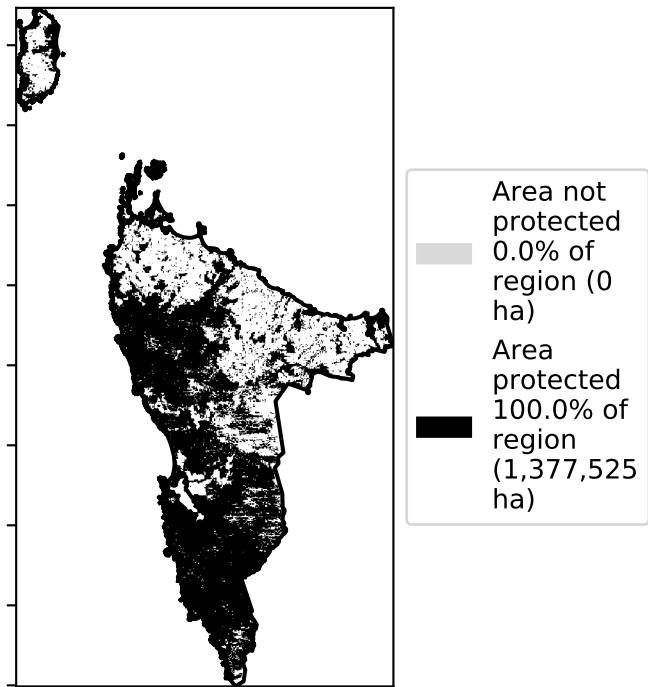 Area not
protected
0.0% of
region (0
ha)
Area
protected
100.0% of
region
(1,377,525
ha)